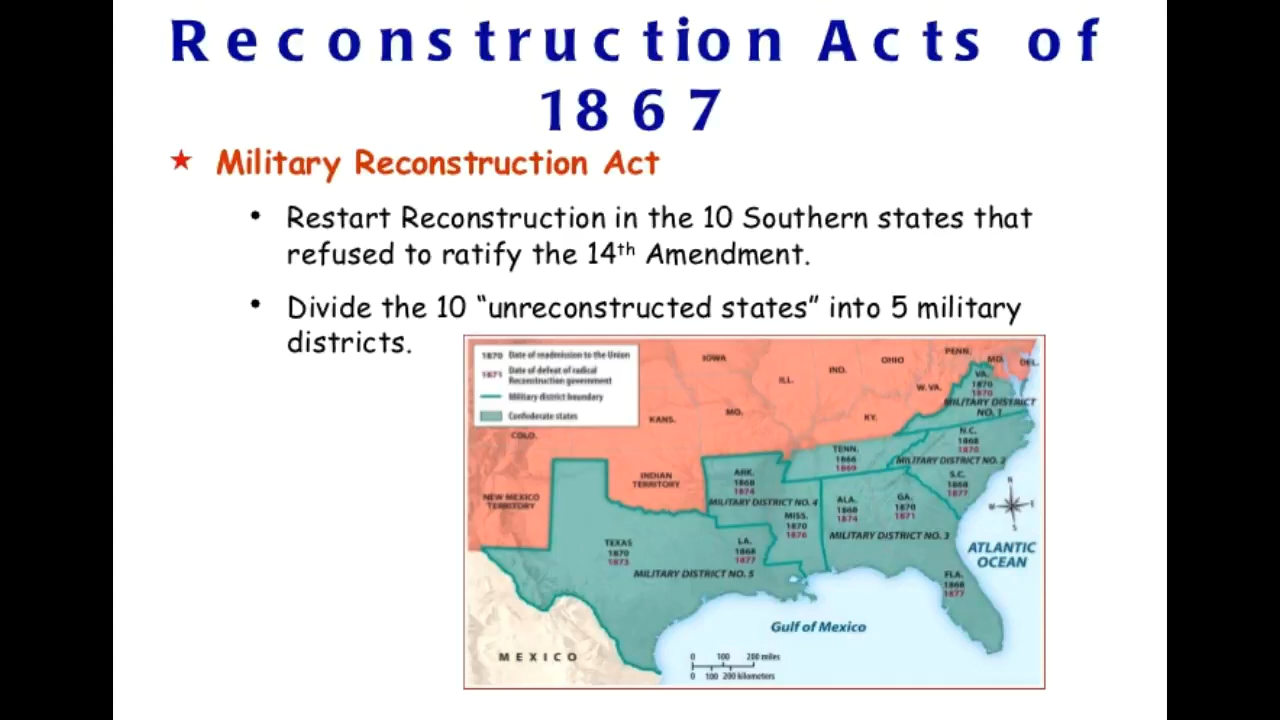 Reconstruction Acts of
1867
★ Military Reconstruction Act
• Restart Reconstruction in the 10 Southern states that
refused to ratify the 14th Amendment.
• Divide the 10 “unreconstructed states” into 5 military
districts.
1870 Date of readmission to the Union
1871 Date of defeat of radical
Reconstruction government
Military district boundary
Confederate states
IOWA
ILL.
IND.
OHIO
PENN.
MD.
DEL.
W. VA.
VA.
1870
1870
MILITARY DISTRICT
NO. 1
COLO.
KANS.
MO.
KY.
N.C.
1868
1870
MILITARY DISTRICT NO. 2
TENN.
1866
1869
NEW MEXICO
TERRITORY
INDIAN
TERRITORY
ARK.
1868
1874
MILITARY DISTRICT NO. 4
S.C.
1868
1877
MISS.
1870
1876
ALA.
1868
1874
GA.
1870
1871
MILITARY DISTRICT NO. 3
N
W
E
S
TEXAS
1870
1873
LA.
1868
1877
MILITARY DISTRICT NO. 5
ATLANTIC
OCEAN
FLA.
1868
1877
Gulf of Mexico
MEXICO
0 100 200 miles
0 100 200 kilometers